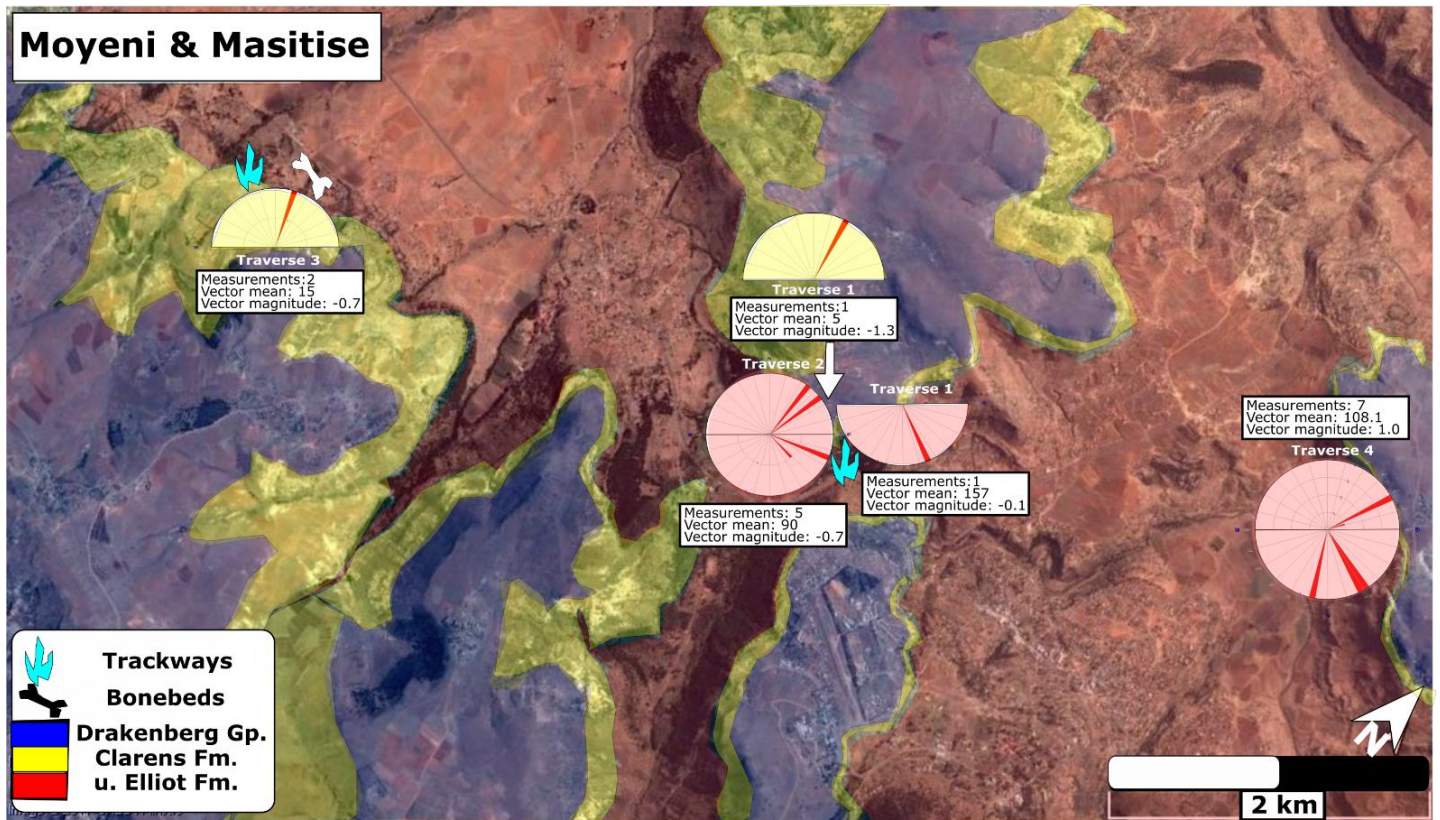 Moyeni & Masitise
Traverse 3
Measurements:2
Vector mean: 15
Vector magnitude: -0.7
Traverse 1
Measurements:1
Vector mean: 5
Vector magnitude: -1.3
Traverse 2
Traverse 1
Measurements: 5
Vector mean: 90
Vector magnitude: -0.7
Measurements:1
Vector mean: 157
Vector magnitude: -0.1
Measurements: 7
Vector mean: 108.1
Vector magnitude: 1.0
Traverse 4
Trackways
Bonebeds
Drakenberg Gp.
Clarens Fm.
u. Elliot Fm.
N
2 km